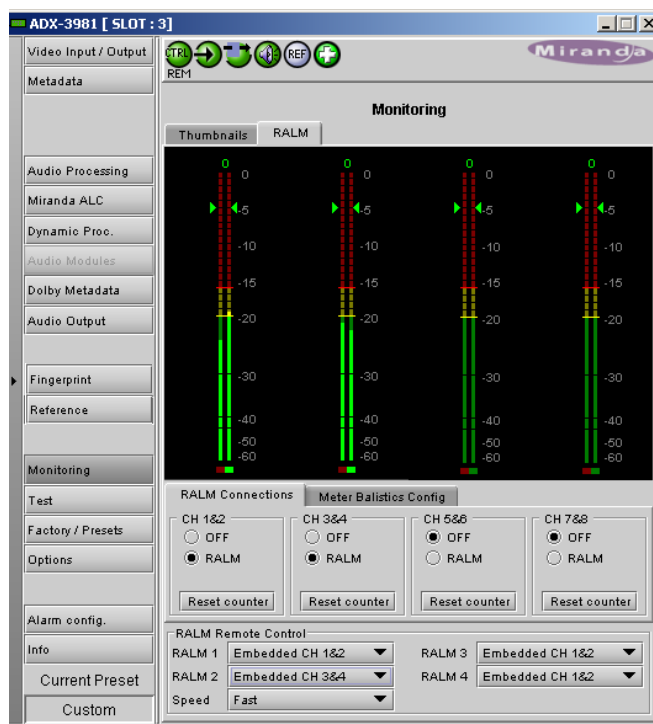 ADX-3981 [ SLOT : 3]
Video Input / Output
Metadata
Audio Processing
Miranda ALC
Dynamic Proc.
Audio Modules
Dolby Metadata
Audio Output
Fingerprint
Reference
Monitoring
Test
Factory / Presets
Options
Alarm config.
Info
Current Preset
Custom
CTRL
REM
REF
Miranda
Monitoring
Thumbnails RALM
0 0 0 0
0 0 0 0
-5 -5 -5 -5
-10 -10 -10 -10
-15 -15 -15 -15
-20 -20 -20 -20
-30 -30 -30 -30
-40 -40 -40 -40
-50 -50 -50 -50
-60 -60 -60 -60
RALM Connections Meter Balistics Config
CH 1&2 CH 3&4 CH 5&6 CH 7&8
OFF OFF OFF OFF
RALM RALM RALM RALM
Reset counter Reset counter Reset counter Reset counter
RALM Remote Control
RALM 1 Embedded CH 1&2 RALM 3 Embedded CH 1&2
RALM 2 Embedded CH 3&4 RALM 4 Embedded CH 1&2
Speed Fast